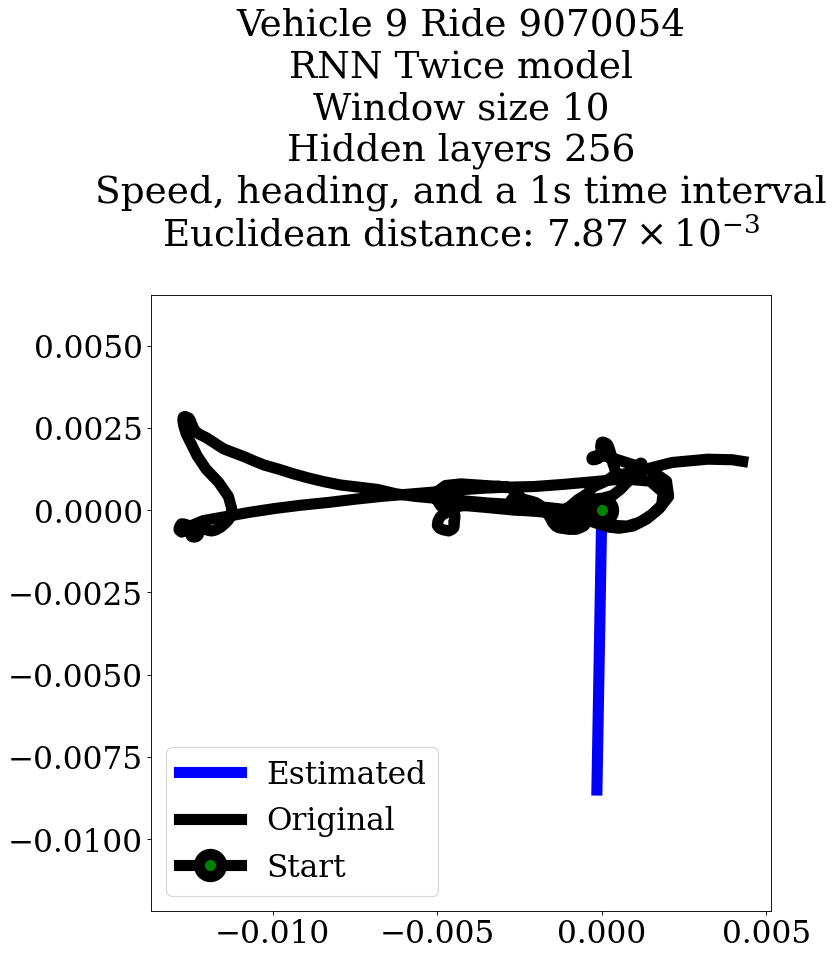 Vehicle 9 Ride 9070054
RNN Twice model
Window size 10
Hidden layers 256
Speed, heading, and a 1s time interval
Euclidean distance: 7.87 × 10⁻³
0.0050
0.0025
0.0000
−0.0025
−0.0050
−0.0075
−0.0100
Estimated
Original
Start
−0.010
−0.005
0.000
0.005